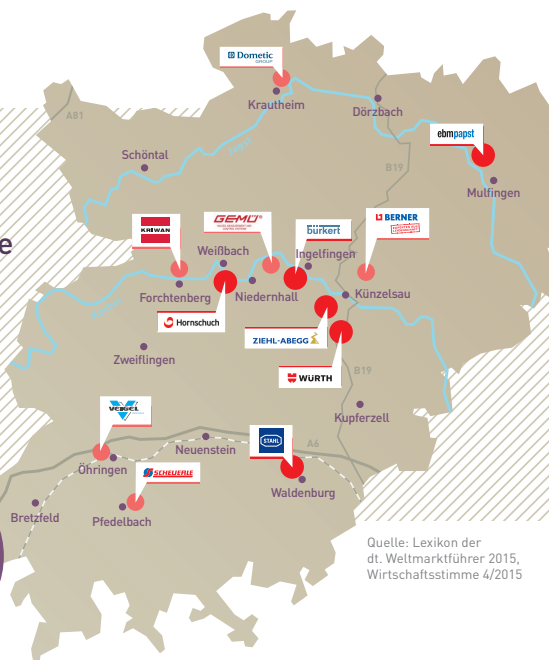 Dometic
GROUP
Krautheim
Dörzbach
A81
ebmpapst
Jagst
Schöntal
B19
Mulfingen
e
KRIWAN
GEMÜ
bürkert
BERNER
Weißbach
Ingelfingen
Forchtenberg
Niedernhall
Künzelsau
Hornschuch
ZIEHL-ABEGG
Zweiflingen
WÜRTH
B19
VEIGEL
Kupferzell
STAHL
Neuenstein
A6
Öhringen
SCHEUERLE
Waldenburg
Bretzfeld
Pfedelbach
Quelle: Lexikon der
dt. Weltmarktführer 2015,
Wirtschaftsstimme 4/2015